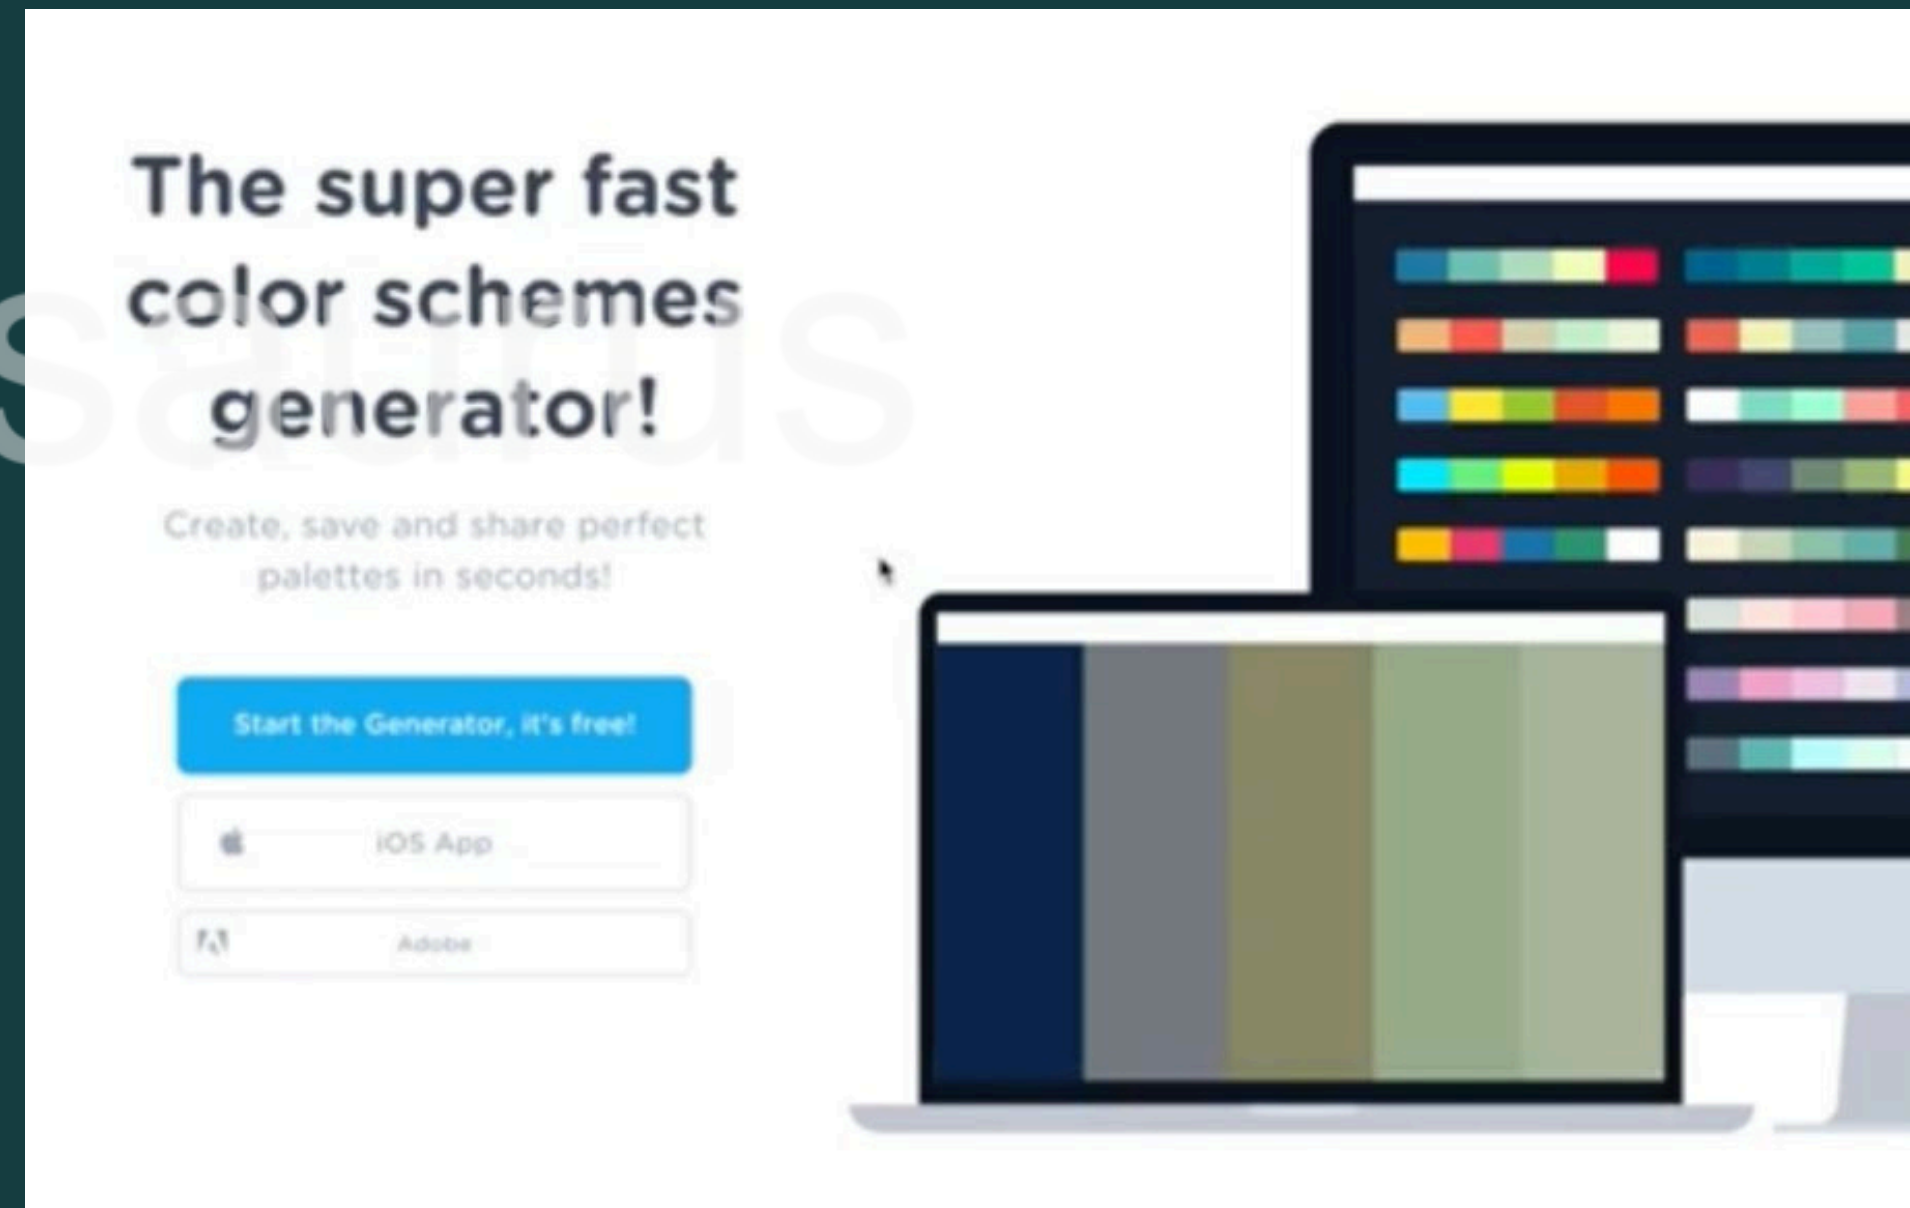 The super fast
color schemes
generator!
saurus
Create, save and share perfect
palettes in seconds!
Start the Generator, it's free!
iOS App
Adobe